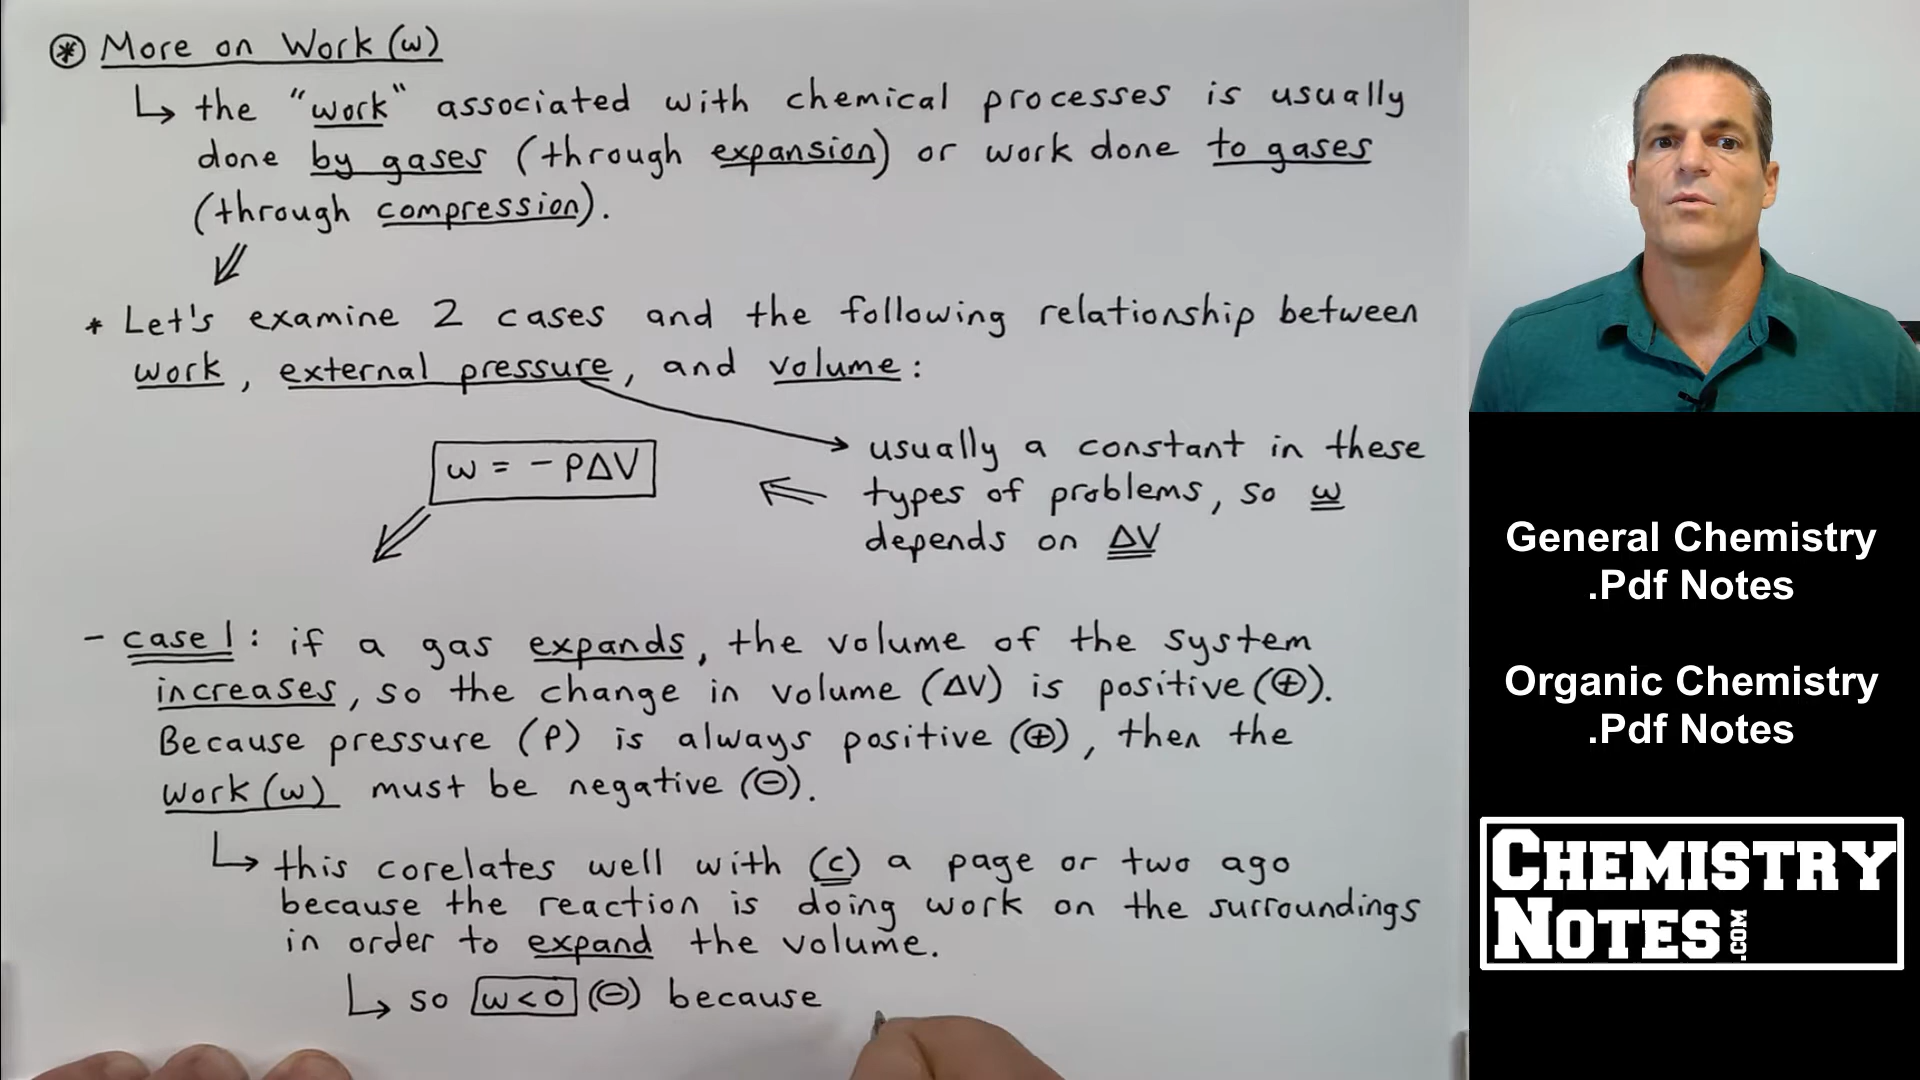 ⊛ More on Work (w)
↳ the "work" associated with chemical processes is usually
done by gases (through expansion) or work done to gases
(through compression).
* Let's examine 2 cases and the following relationship between
work, external pressure, and volume:
w = - PΔV
usually a constant in these
types of problems, so w
depends on ΔV
- case 1: if a gas expands, the volume of the system
increases, so the change in volume (ΔV) is positive (⊕).
Because pressure (P) is always positive (⊕), then the
work (w) must be negative (⊖).
↳ this corelates well with (c) a page or two ago
because the reaction is doing work on the surroundings
in order to expand the volume.
↳ so w < 0 (⊖) because
General Chemistry
.Pdf Notes
Organic Chemistry
.Pdf Notes
CHEMISTRY
NOTES.COM